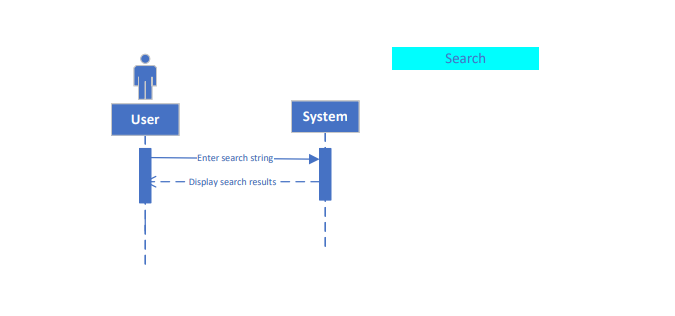 Search
User
System
Enter search string
Display search results